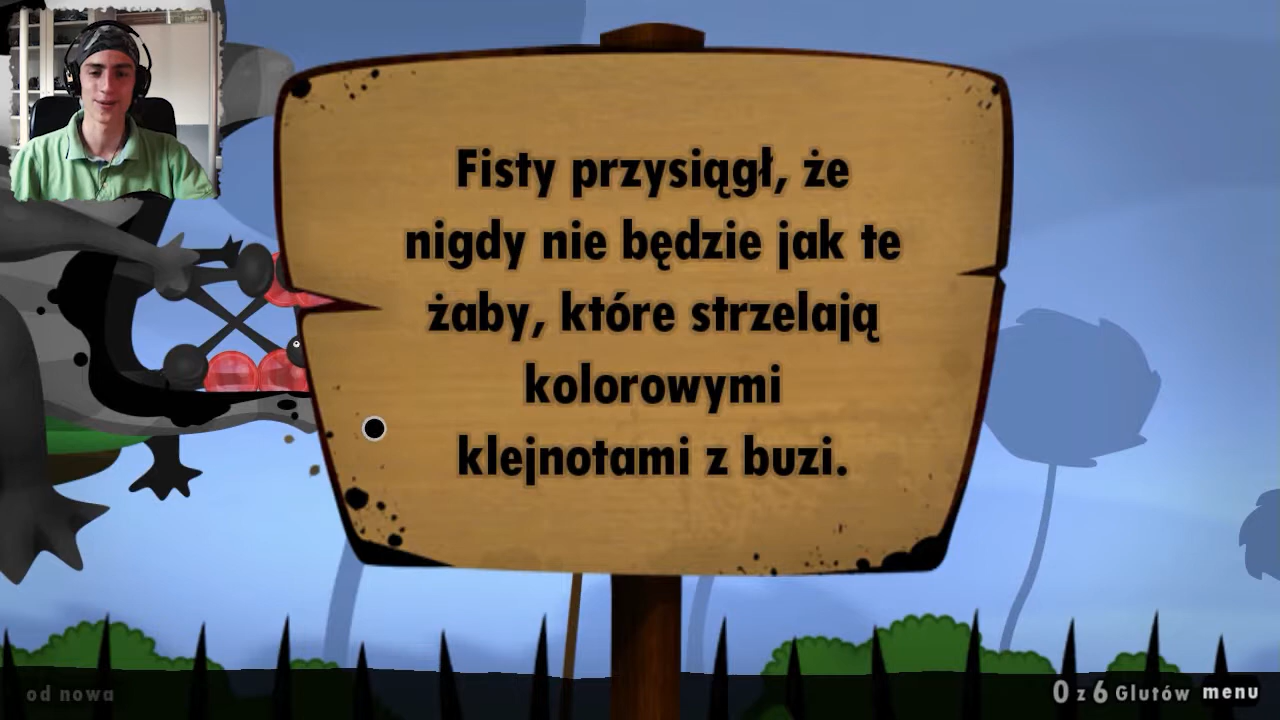 Fisty przysiągł, że
nigdy nie będzie jak te
żaby, które strzelają
kolorowymi
klejnotami z buzi.
od nowa
0 z 6 Glutów menu